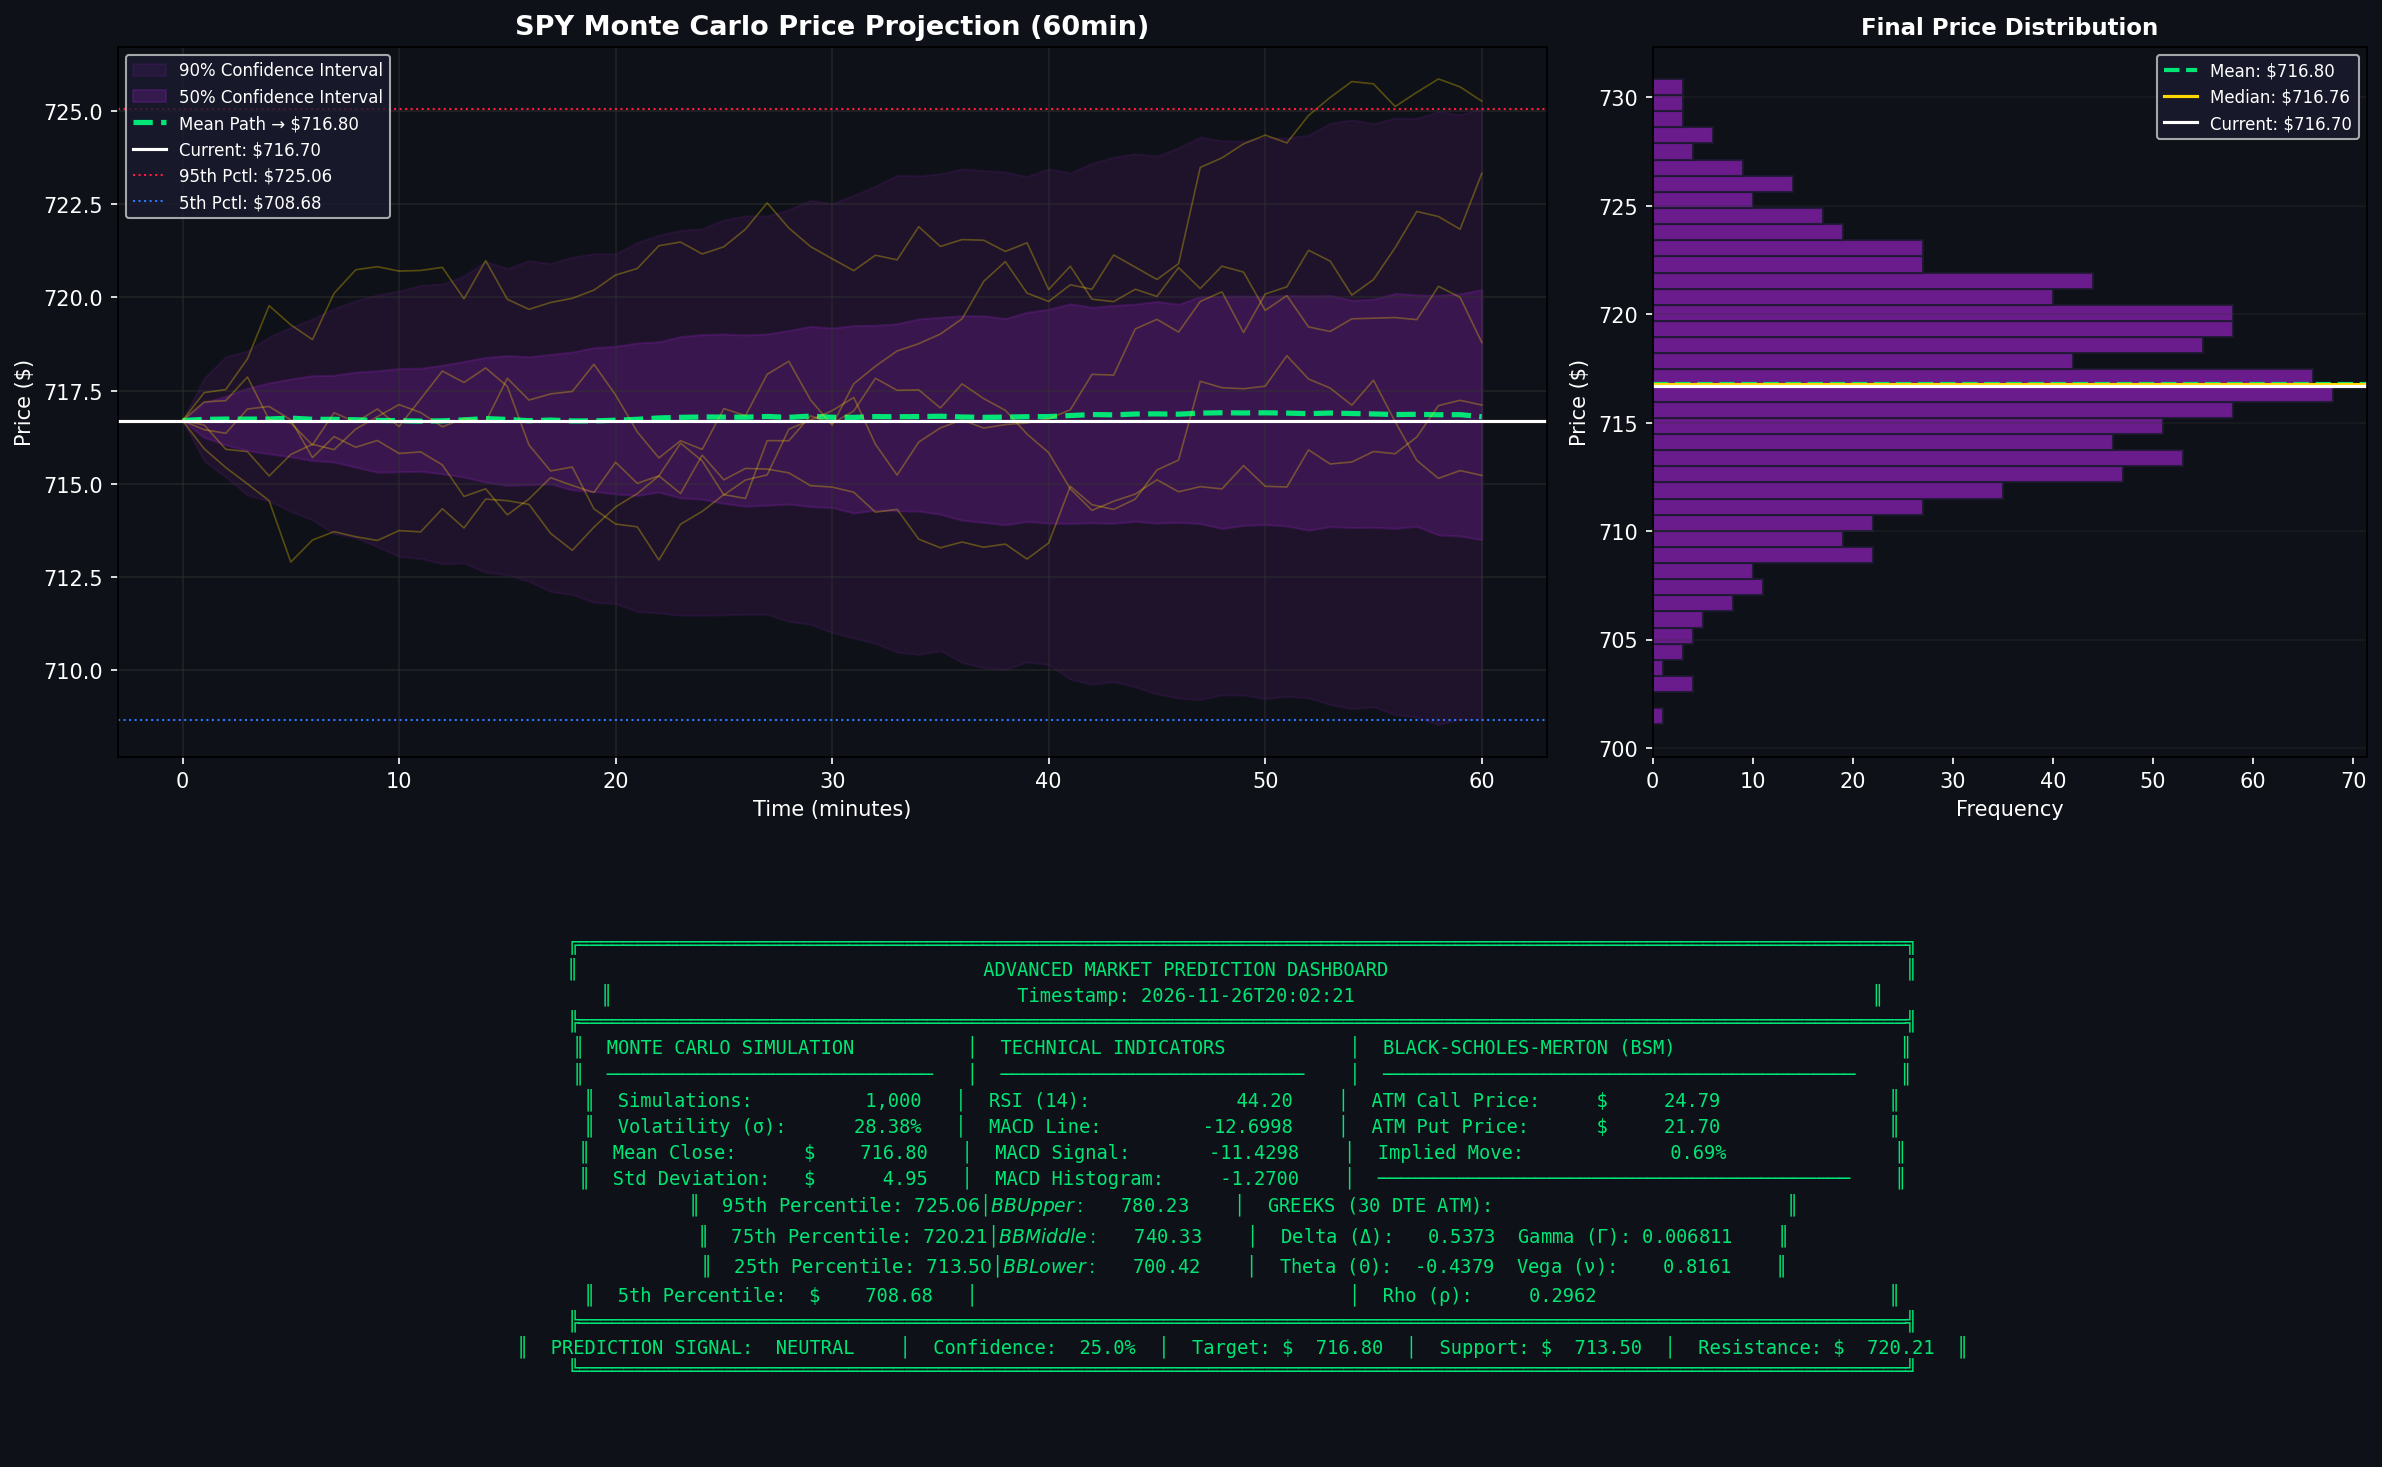 SPY Monte Carlo Price Projection (60min)
90% Confidence Interval
50% Confidence Interval
Mean Path → $716.80
Current: $716.70
95th Pctl: $725.06
5th Pctl: $708.68
Price ($)
725.0
722.5
720.0
717.5
715.0
712.5
710.0
0 10 20 30 40 50 60
Time (minutes)
Final Price Distribution
Mean: $716.80
Median: $716.76
Current: $716.70
Price ($)
730
725
720
715
710
705
700
0 10 20 30 40 50 60 70
Frequency
ADVANCED MARKET PREDICTION DASHBOARD
Timestamp: 2026-11-26T20:02:21
║ MONTE CARLO SIMULATION │ TECHNICAL INDICATORS │ BLACK-SCHOLES-MERTON (BSM) ║
║ Simulations: 1,000 │ RSI (14): 44.20 │ ATM Call Price: $ 24.79 ║
║ Volatility (σ): 28.38% │ MACD Line: -12.6998 │ ATM Put Price: $ 21.70 ║
║ Mean Close: $ 716.80 │ MACD Signal: -11.4298 │ Implied Move: 0.69% ║
║ Std Deviation: $ 4.95 │ MACD Histogram: -1.2700 │ ║
║ 95th Percentile: 725.06│BBUpper: 780.23 │ GREEKS (30 DTE ATM): ║
║ 75th Percentile: 720.21│BBMiddle: 740.33 │ Delta (Δ): 0.5373 Gamma (Γ): 0.006811 ║
║ 25th Percentile: 713.50│BBLower: 700.42 │ Theta (Θ): -0.4379 Vega (ν): 0.8161 ║
║ 5th Percentile: $ 708.68 │ │ Rho (ρ): 0.2962 ║
║ PREDICTION SIGNAL: NEUTRAL │ Confidence: 25.0% │ Target: $ 716.80 │ Support: $ 713.50 │ Resistance: $ 720.21 ║